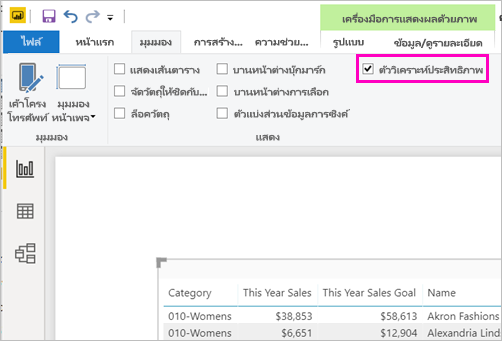 เครื่องมือการแสดงผลด้วยภาพ
ไฟล์ หน้าแรก มุมมอง การสร้าง... ความช่วย... รูปแบบ ข้อมูล/ดูรายละเอียด
เค้าโครงโทรศัพท์
มุมมองหน้าเพจ
มุมมอง
แสดงเส้นตาราง บานหน้าต่างบุ๊กมาร์ก ตัววิเคราะห์ประสิทธิภาพ
จัดวัตถุให้ชิดกับ... บานหน้าต่างการเลือก
ล็อควัตถุ ตัวแบ่งส่วนข้อมูลการซิงค์
แสดง
Category This Year Sales This Year Sales Goal Name
010-Womens $38,853 $58,613 Akron Fashions
010-Womens $6,651 $12,904 Alexandria Lind